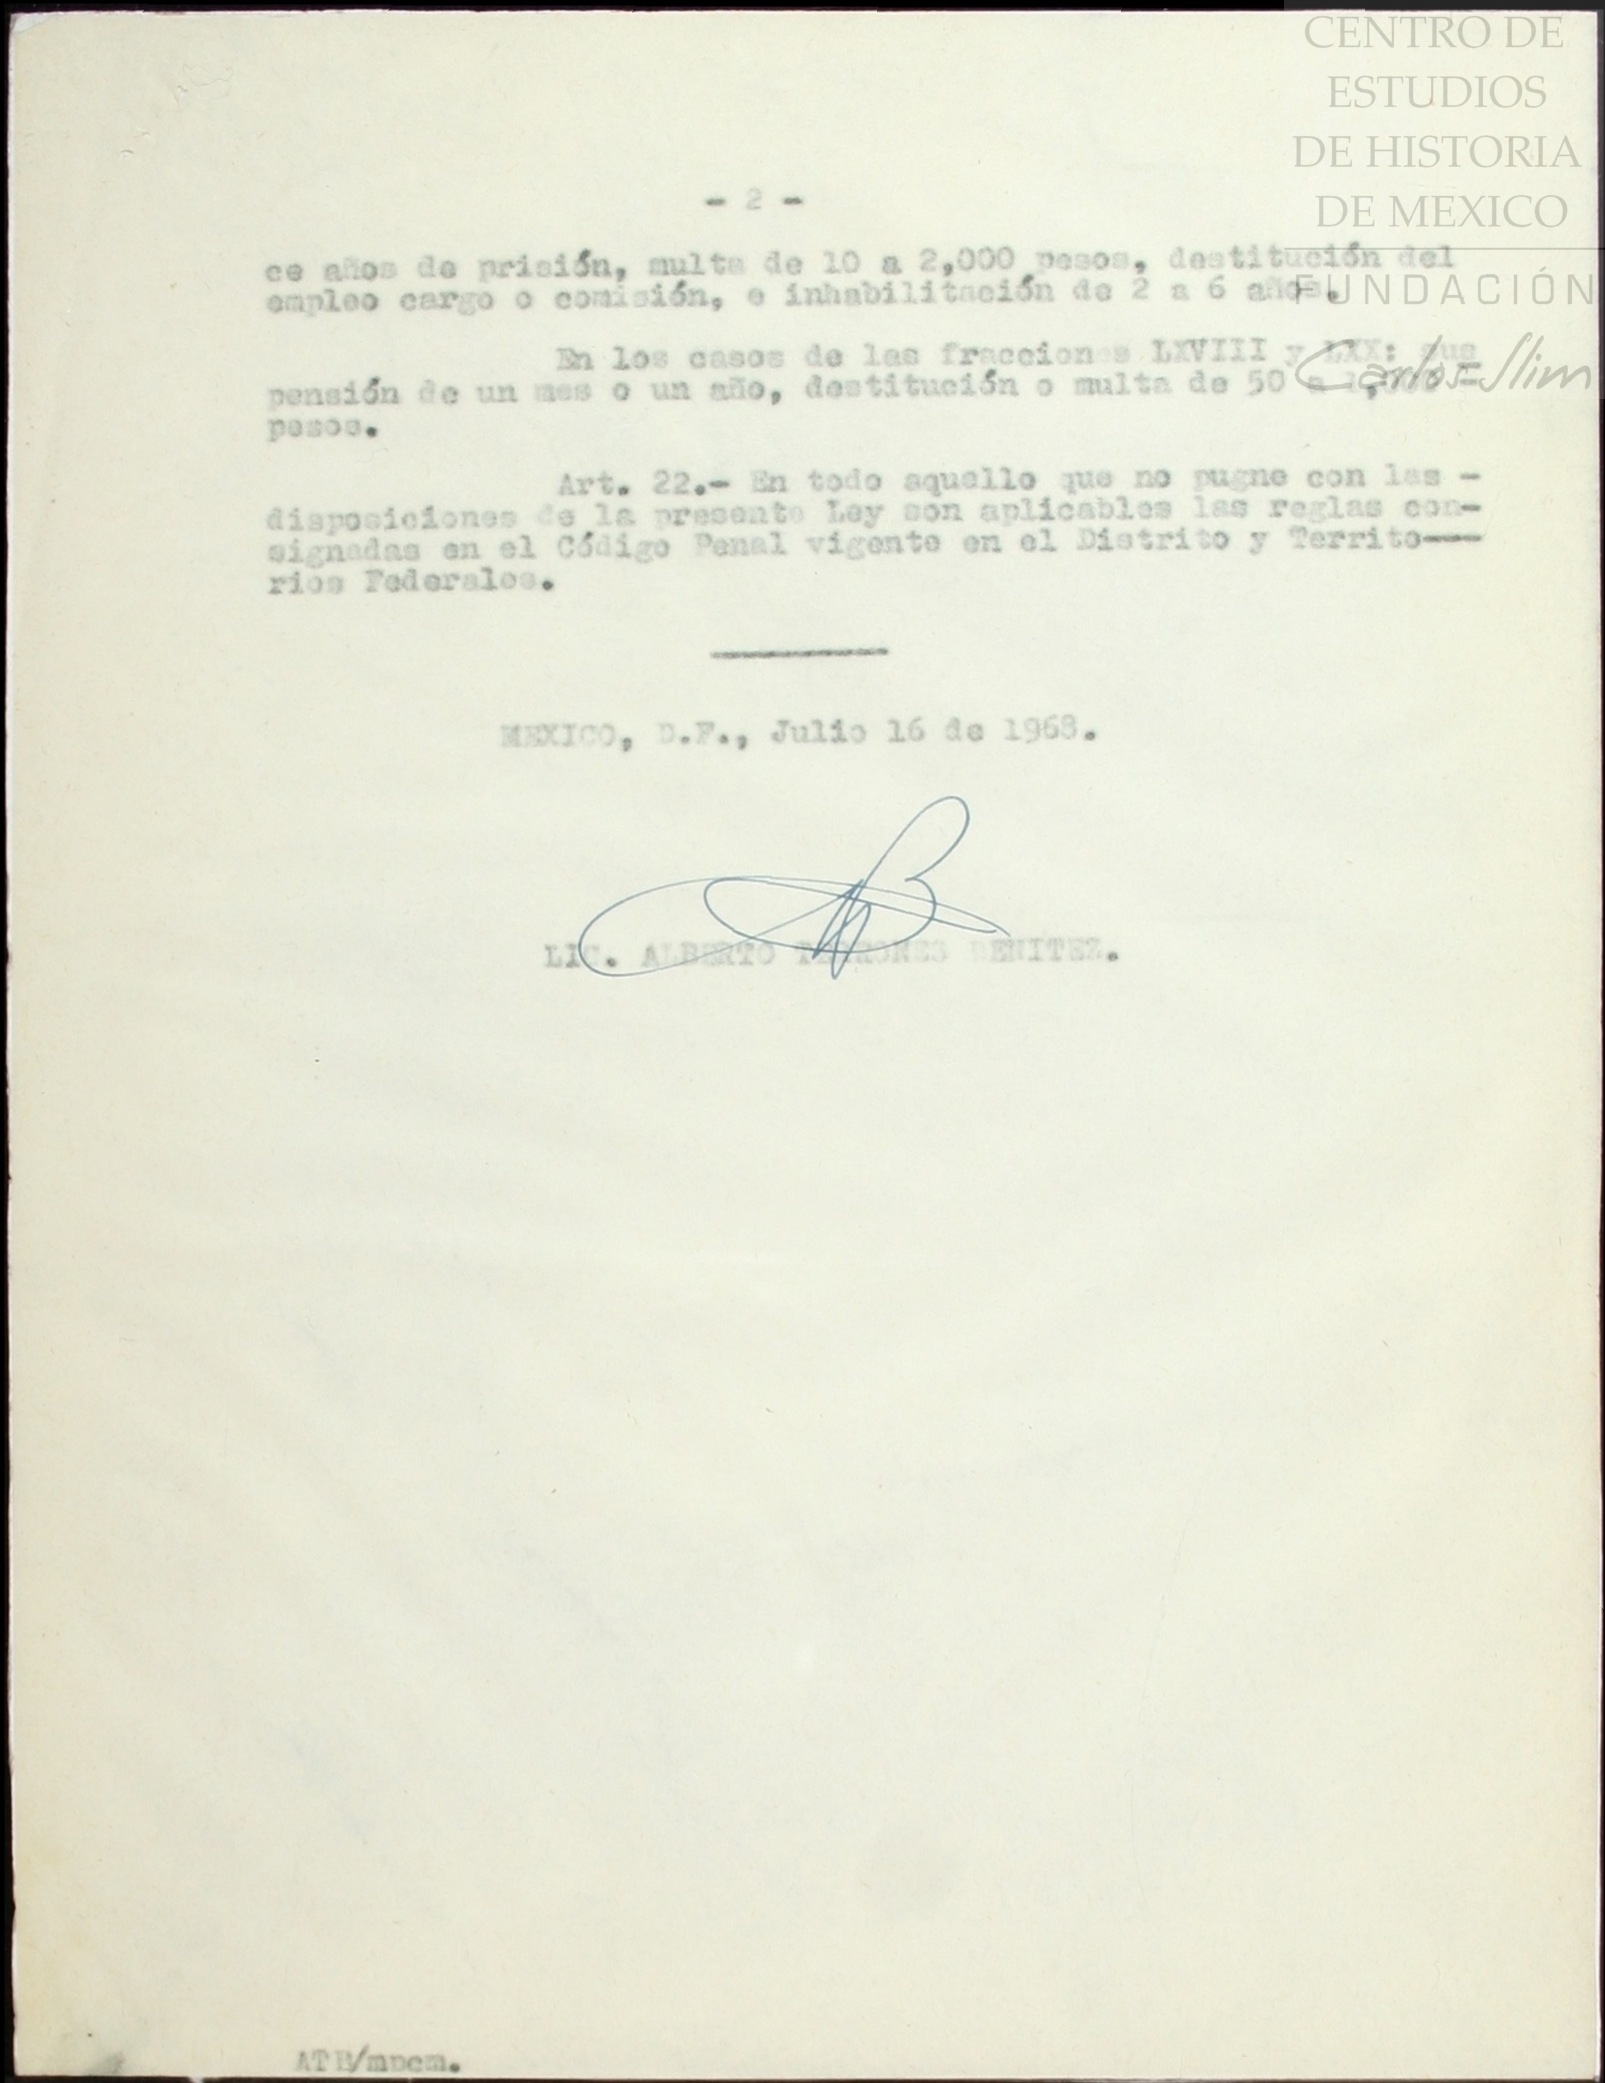 CENTRO DE
ESTUDIOS
DE HISTORIA
DE MEXICO
FUNDACIÓN
Carlos Slim
- 2 -
ce años de prisión, multa de 10 a 2,000 pesos, destitución del
empleo cargo o comisión, e inhabilitación de 2 a 6 años.
En los casos de las fracciones LXVIII y LXX: sus
pensión de un mes o un año, destitución o multa de 50 a 1,000 -
pesos.
Art. 22.- En todo aquello que no pugne con las -
disposiciones de la presente Ley son aplicables las reglas con-
signadas en el Código Penal vigente en el Distrito y Territo---
rios Federales.
MEXICO, D.F., Julio 16 de 1968.
LIC. ALBERTO BENITEZ.
ATB/mpcm.